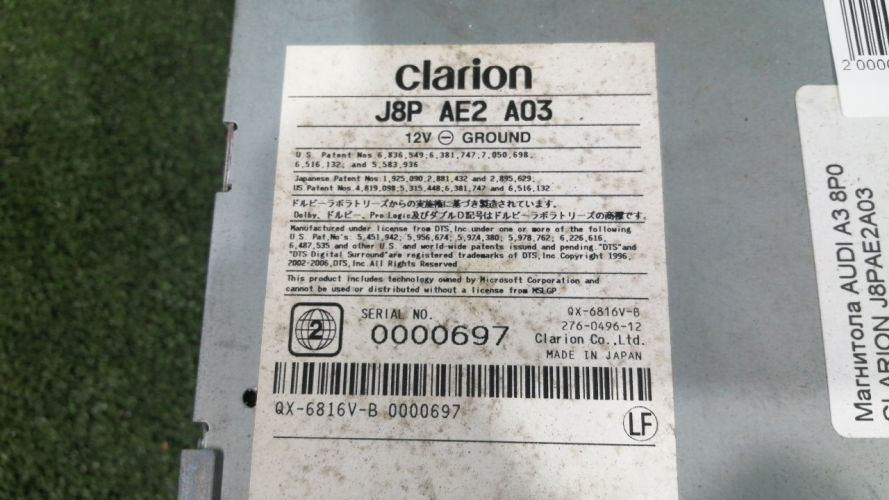 clarion
J8P AE2 A03
12V ⊖ GROUND
U.S. Patent Nos 6,836,549;6,381,747;7,050,698;
6,516,132; and 5,583,936
Japanese Patent Nos 1,925,090,2,881,432 and 2,895,629,
US Patent Nos 4,819,098;5,315,448;6,381,747 and 6,516,132
ドルビーラボラトリーズからの実施権に基づき製造されています。
Dolby、ドルビー、Pro Logic及びダブルD記号はドルビーラボラトリーズの商標です。
Manufactured under license from DTS,Inc.under one or more of the following
U.S. Pat,No's: 5,451,942; 5,956,674; 5,974,380; 5,978,762; 6,226,616,
6,487,535 and other U.S. and world-wide patents issued and pending."DTS"and
"DTS Digital Surround"are registered trademarks of DTS,Inc.Copyright 1996,
2002-2006,DTS,Inc.All Rights Reserved.
This product includes technology owned by Microsoft Corporation and
cannot be used or distributed without a license from MSLGP
2
SERIAL NO.
0000697
QX-6816V-B
276-0496-12
Clarion Co.,Ltd.
MADE IN JAPAN
QX-6816V-B 0000697
LF
Магнитола AUDI A3 8P0
CLARION J8PAE2A03